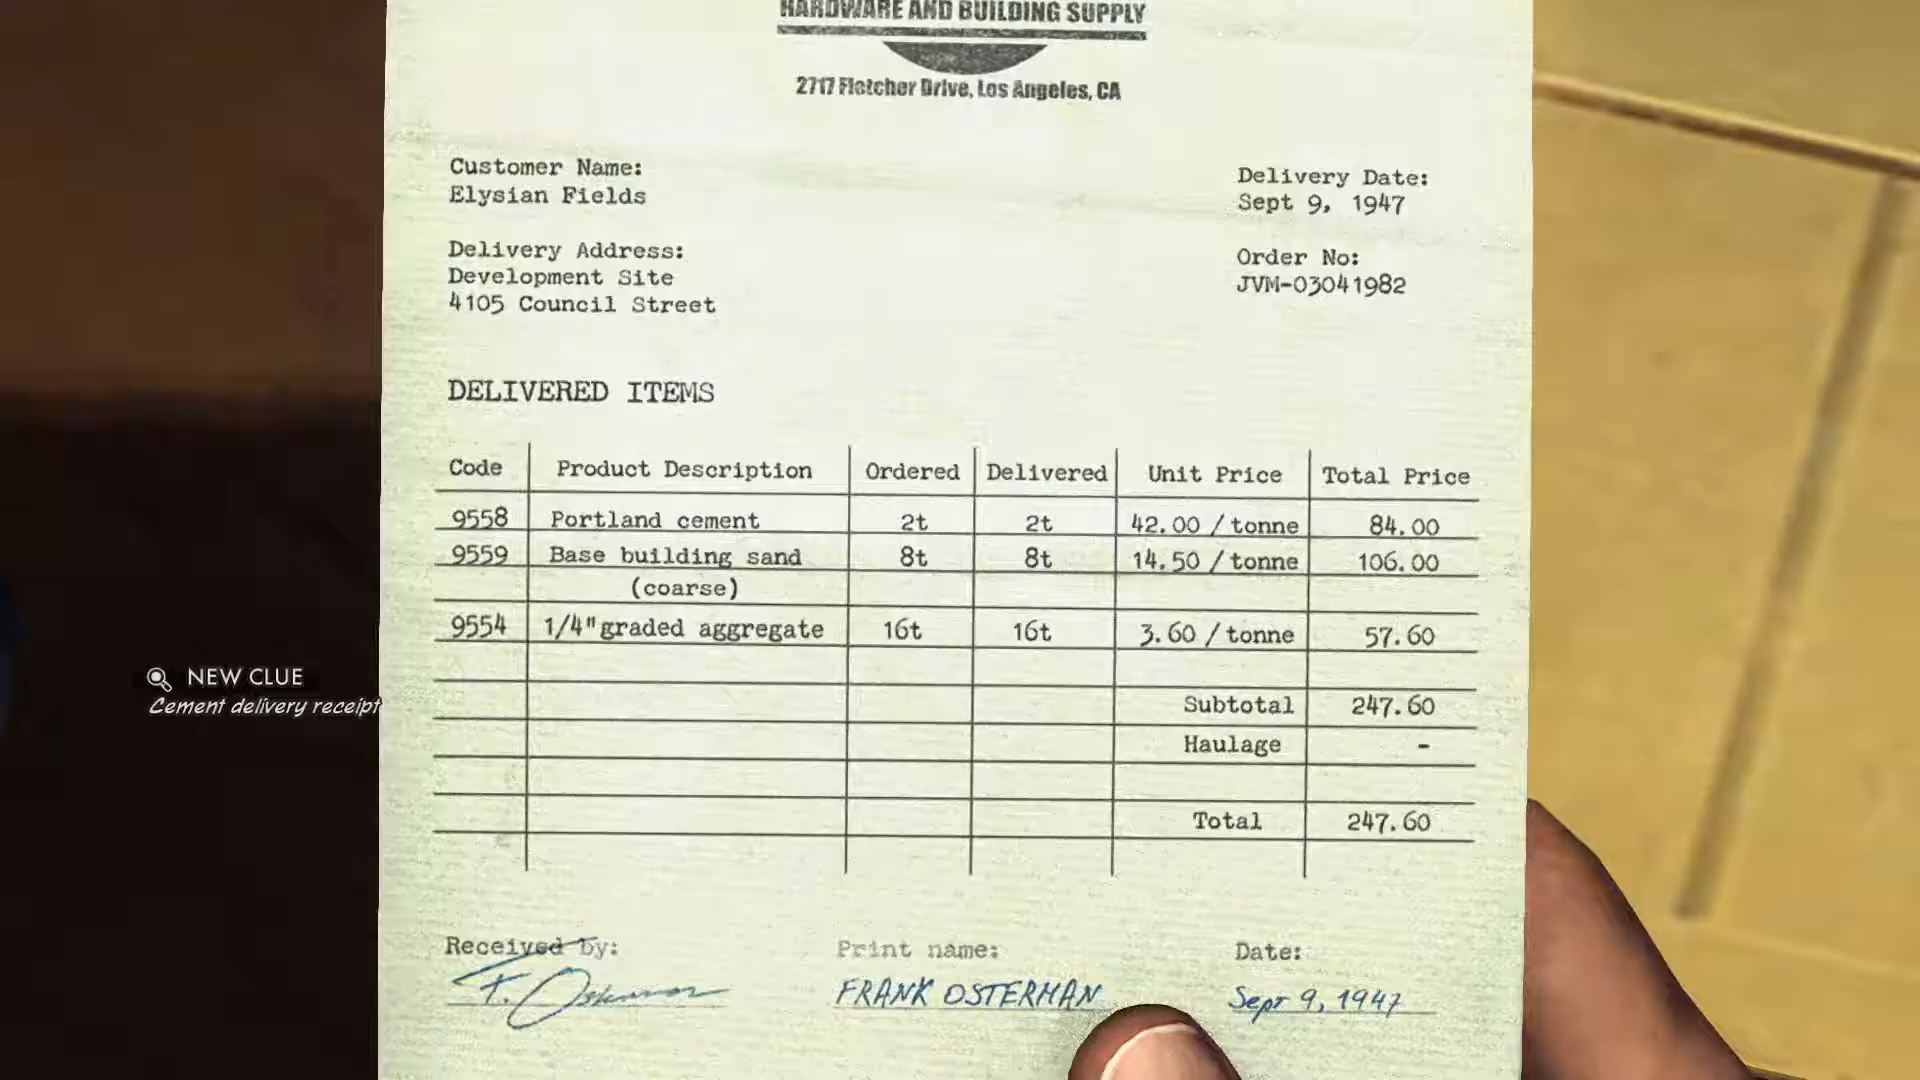 HARDWARE AND BUILDING SUPPLY
2717 Fletcher Drive, Los Angeles, CA
Customer Name:
Elysian Fields
Delivery Date:
Sept 9, 1947
Delivery Address:
Development Site
4105 Council Street
Order No:
JVM-03041982
DELIVERED ITEMS
Code Product Description Ordered Delivered Unit Price Total Price
9558 Portland cement 2t 2t 42.00 /tonne 84.00
9559 Base building sand 8t 8t 14.50 /tonne 106.00
(coarse)
9554 1/4" graded aggregate 16t 16t 3.60 /tonne 57.60
Subtotal 247.60
Haulage -
Total 247.60
Received by: Print name: Date:
F. Osterman FRANK OSTERMAN Sept 9, 1947
NEW CLUE
Cement delivery receipt